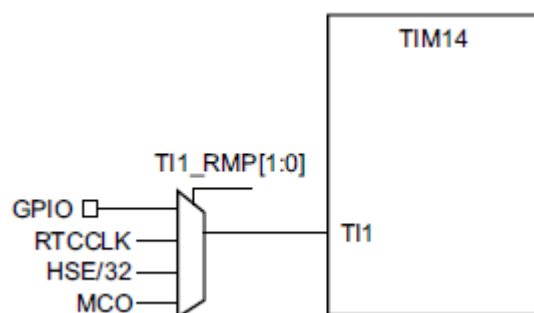 TIM14
TI1_RMP[1:0]
GPIO
RTCCLK
TI1
HSE/32
MCO